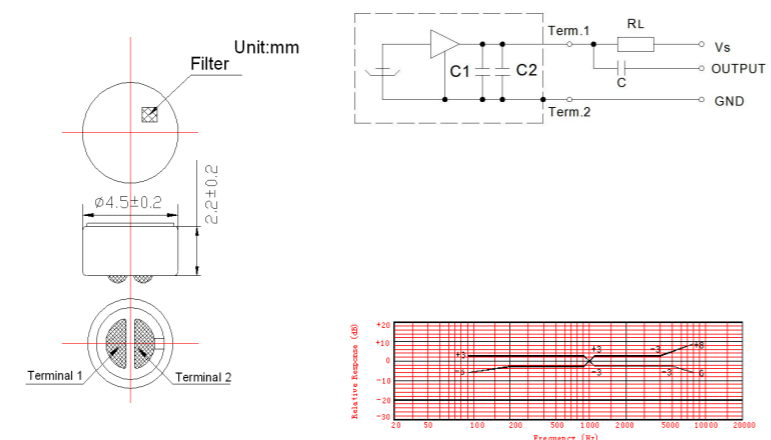 Unit:mm
Filter
ø4.5±0.2
2.2±0.2
Terminal 1
Terminal 2
Term.1
RL
Vs
OUTPUT
C1
C2
C
GND
Term.2
Relative Response (dB)
+20
+10
0
-10
-20
-30
+3
+3
-3
+8
-3
-3
20 50 100 200 500 1000 2000 5000 10000 20000
Frequency (Hz)